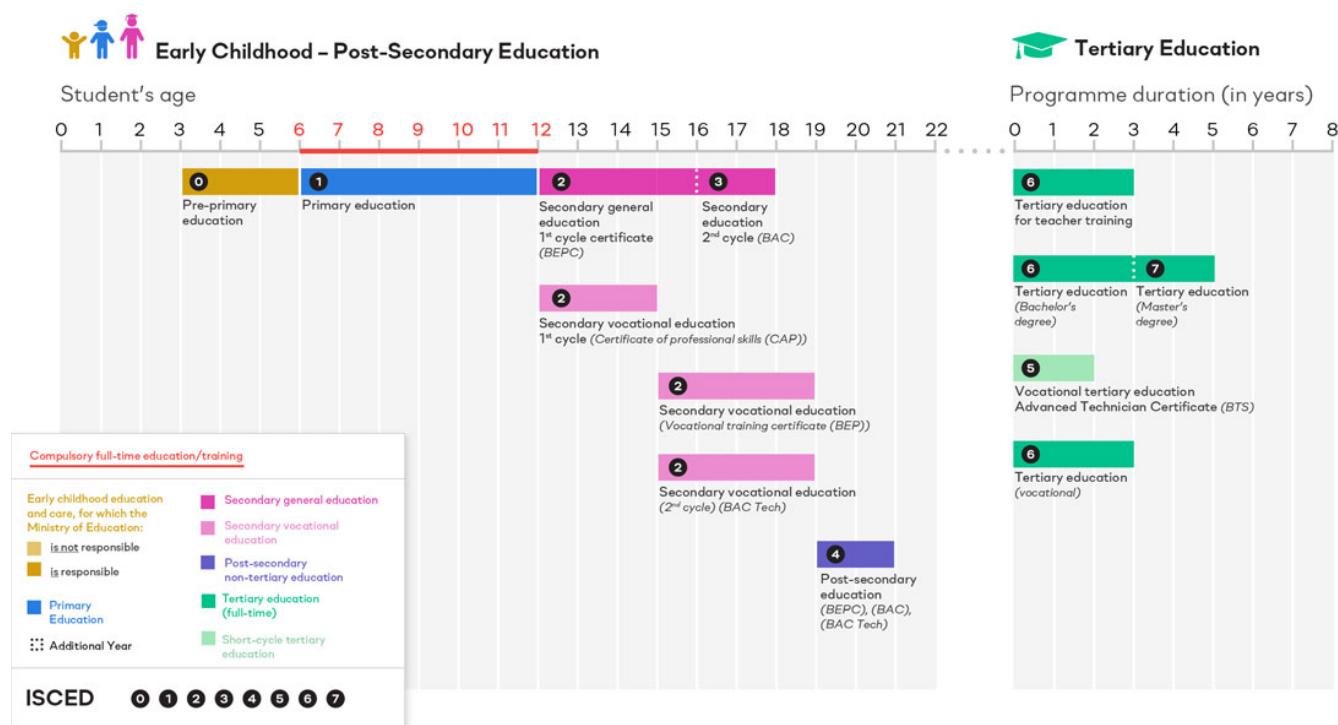 Early Childhood – Post-Secondary Education
Tertiary Education
Student's age
Programme duration (in years)
0 1 2 3 4 5 6 7 8 9 10 11 12 13 14 15 16 17 18 19 20 21 22
0 1 2 3 4 5 6 7 8
0
Pre-primary
education
1
Primary education
2
Secondary general
education
1st cycle certificate
(BEPC)
3
Secondary
education
2nd cycle (BAC)
2
Secondary vocational education
1st cycle (Certificate of professional skills (CAP))
2
Secondary vocational education
(Vocational training certificate (BEP))
2
Secondary vocational education
(2nd cycle) (BAC Tech)
4
Post-secondary
education
(BEPC), (BAC),
(BAC Tech)
6
Tertiary education
for teacher training
6
Tertiary education
(Bachelor's
degree)
7
Tertiary education
(Master's
degree)
5
Vocational tertiary education
Advanced Technician Certificate (BTS)
6
Tertiary education
(vocational)
Compulsory full-time education/training
Early childhood education
and care, for which the
Ministry of Education:
is not responsible
is responsible
Primary
Education
Additional Year
Secondary general education
Secondary vocational
education
Post-secondary
non-tertiary education
Tertiary education
(full-time)
Short-cycle tertiary
education
ISCED 0 1 2 3 4 5 6 7